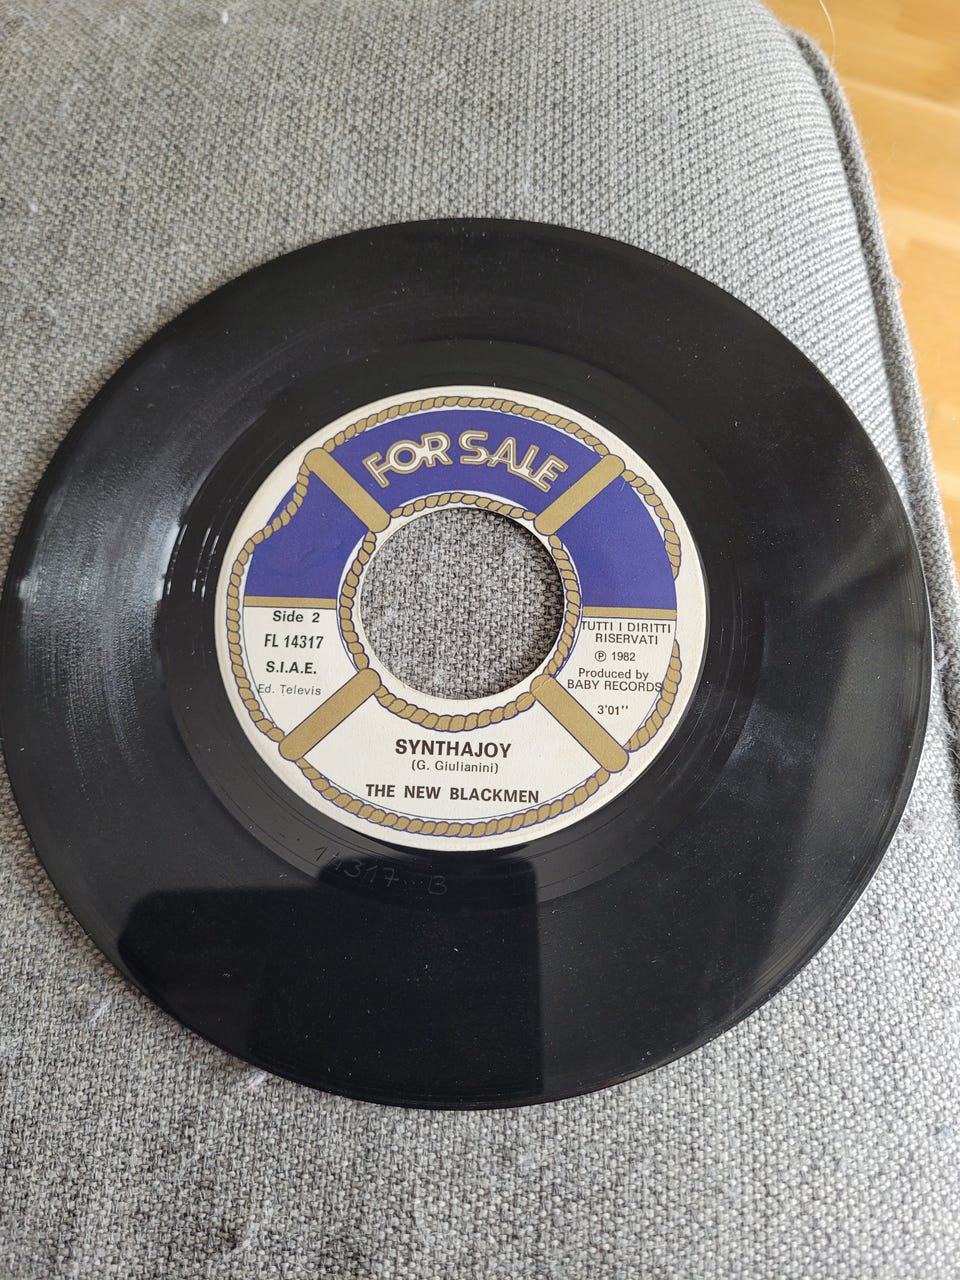 FOR SALE
Side 2
FL 14317
S.I.A.E.
Ed. Televis
TUTTI I DIRITTI
RISERVATI
℗ 1982
Produced by
BABY RECORDS
3'01"
SYNTHAJOY
(G. Giulianini)
THE NEW BLACKMEN
14317 B